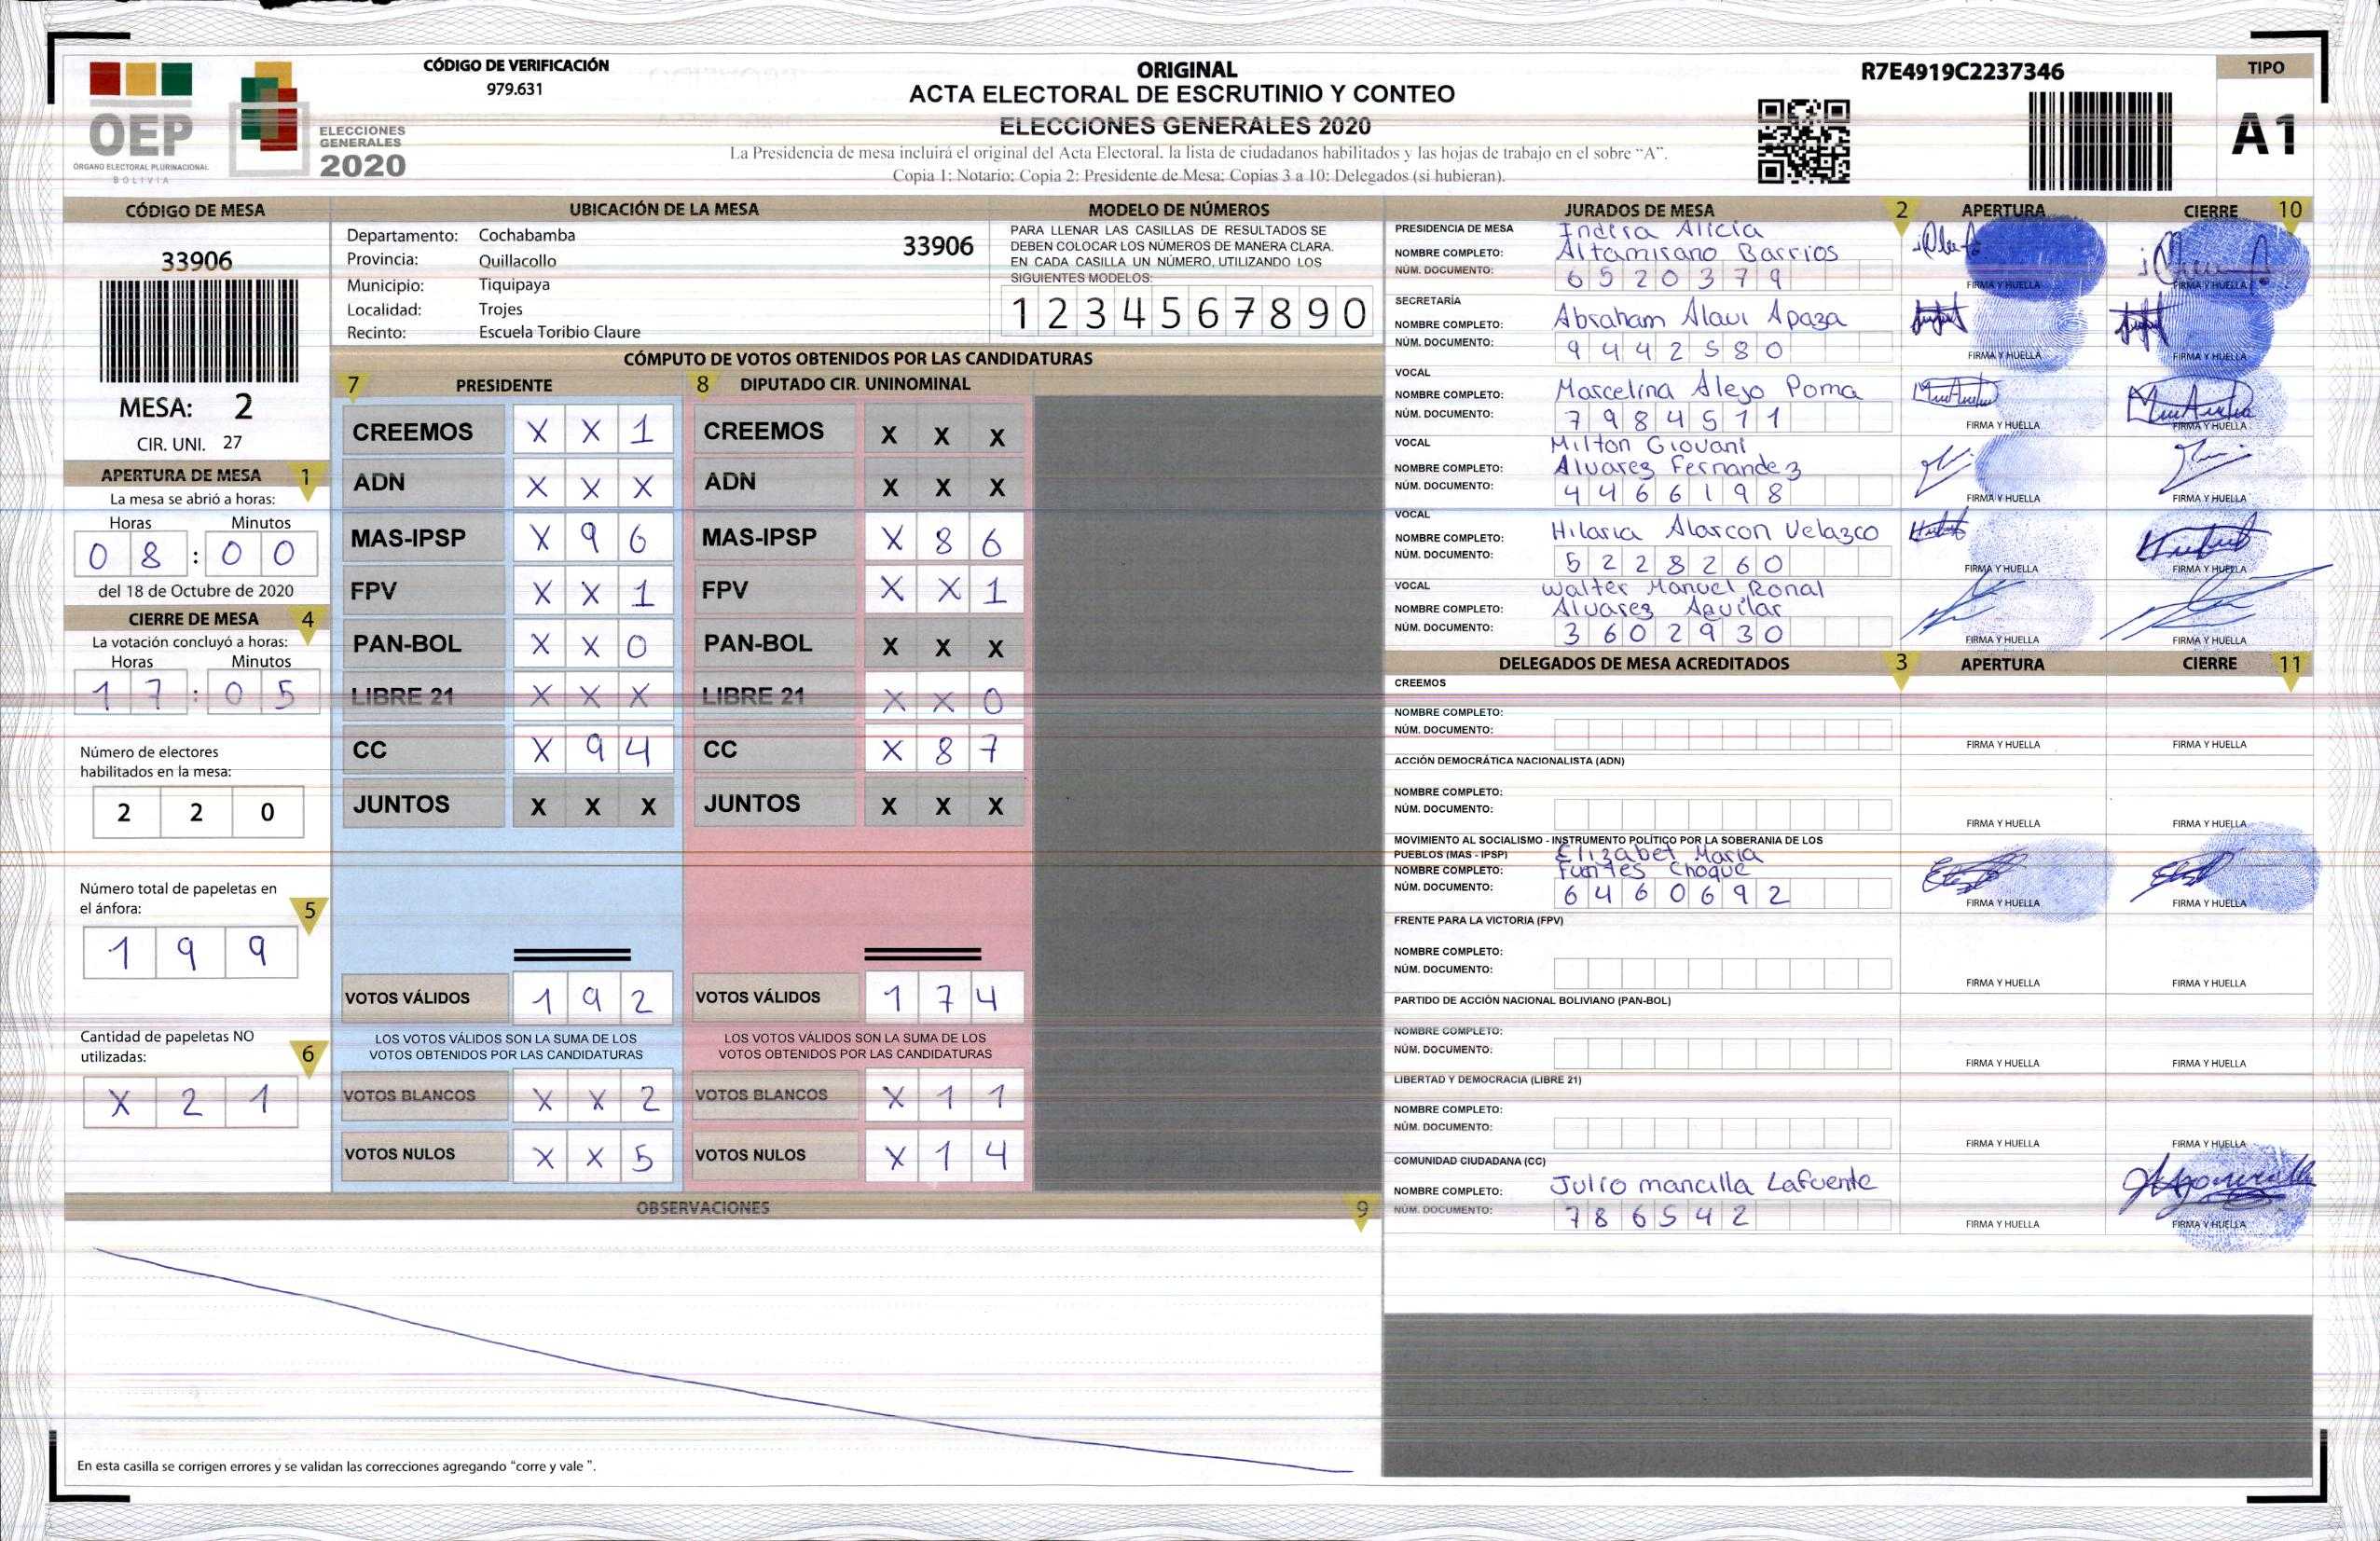 CÓDIGO DE VERIFICACIÓN
979.631
OEP
ÓRGANO ELECTORAL PLURINACIONAL
BOLIVIA
ELECCIONES
GENERALES
2020
ORIGINAL
ACTA ELECTORAL DE ESCRUTINIO Y CONTEO
ELECCIONES GENERALES 2020
La Presidencia de mesa incluirá el original del Acta Electoral. la lista de ciudadanos habilitados y las hojas de trabajo en el sobre “A”.
Copia 1: Notario: Copia 2: Presidente de Mesa: Copias 3 a 10: Delegados (si hubieran).
R7E4919C2237346
TIPO
A1
CÓDIGO DE MESA
33906
MESA: 2
CIR. UNI. 27
APERTURA DE MESA 1
La mesa se abrió a horas:
Horas Minutos
0 8 : 0 0
del 18 de Octubre de 2020
CIERRE DE MESA 4
La votación concluyó a horas:
Horas Minutos
1 7 : 0 5
Número de electores
habilitados en la mesa:
2 2 0
Número total de papeletas en
el ánfora: 5
1 9 9
Cantidad de papeletas NO
utilizadas: 6
X 2 1
UBICACIÓN DE LA MESA
Departamento: Cochabamba
33906
Provincia: Quillacollo
Municipio: Tiquipaya
Localidad: Trojes
Recinto: Escuela Toribio Claure
MODELO DE NÚMEROS
PARA LLENAR LAS CASILLAS DE RESULTADOS SE
DEBEN COLOCAR LOS NÚMEROS DE MANERA CLARA.
EN CADA CASILLA UN NÚMERO, UTILIZANDO LOS
SIGUIENTES MODELOS:
1 2 3 4 5 6 7 8 9 0
CÓMPUTO DE VOTOS OBTENIDOS POR LAS CANDIDATURAS
7 PRESIDENTE 8 DIPUTADO CIR. UNINOMINAL
CREEMOS X X 1 CREEMOS X X X
ADN X X X ADN X X X
MAS-IPSP X 9 6 MAS-IPSP X 8 6
FPV X X 1 FPV X X 1
PAN-BOL X X 0 PAN-BOL X X X
LIBRE 21 X X X LIBRE 21 X X 0
CC X 9 4 CC X 8 7
JUNTOS X X X JUNTOS X X X
VOTOS VÁLIDOS 1 9 2 VOTOS VÁLIDOS 1 7 4
LOS VOTOS VÁLIDOS SON LA SUMA DE LOS LOS VOTOS VÁLIDOS SON LA SUMA DE LOS
VOTOS OBTENIDOS POR LAS CANDIDATURAS VOTOS OBTENIDOS POR LAS CANDIDATURAS
VOTOS BLANCOS X X 2 VOTOS BLANCOS X 1 1
VOTOS NULOS X X 5 VOTOS NULOS X 1 4
OBSERVACIONES 9
En esta casilla se corrigen errores y se validan las correcciones agregando “corre y vale ”.
JURADOS DE MESA 2 APERTURA CIERRE 10
PRESIDENCIA DE MESA Indira Alicia
NOMBRE COMPLETO: Altamirano Barrios
NÚM. DOCUMENTO: 6 5 2 0 3 7 9
FIRMA Y HUELLA FIRMA Y HUELLA
SECRETARÍA
NOMBRE COMPLETO: Abraham Alavi Apaza
NÚM. DOCUMENTO: 9 4 4 2 5 8 0
FIRMA Y HUELLA FIRMA Y HUELLA
VOCAL
NOMBRE COMPLETO: Marcelina Alejo Poma
NÚM. DOCUMENTO: 7 9 8 4 5 1 1
FIRMA Y HUELLA FIRMA Y HUELLA
VOCAL Milton Giovani
NOMBRE COMPLETO: Alvarez Fernandez
NÚM. DOCUMENTO: 4 4 6 6 1 9 8
FIRMA Y HUELLA FIRMA Y HUELLA
VOCAL
NOMBRE COMPLETO: Hilaria Alarcon Velazco
NÚM. DOCUMENTO: 5 2 2 8 2 6 0
FIRMA Y HUELLA FIRMA Y HUELLA
VOCAL Walter Manuel Ronal
NOMBRE COMPLETO: Alvarez Aguilar
NÚM. DOCUMENTO: 3 6 0 2 9 3 0
FIRMA Y HUELLA FIRMA Y HUELLA
DELEGADOS DE MESA ACREDITADOS 3 APERTURA CIERRE 11
CREEMOS
NOMBRE COMPLETO:
NÚM. DOCUMENTO:
FIRMA Y HUELLA FIRMA Y HUELLA
ACCIÓN DEMOCRÁTICA NACIONALISTA (ADN)
NOMBRE COMPLETO:
NÚM. DOCUMENTO:
FIRMA Y HUELLA FIRMA Y HUELLA
MOVIMIENTO AL SOCIALISMO - INSTRUMENTO POLÍTICO POR LA SOBERANIA DE LOS
PUEBLOS (MAS - IPSP) Elizabet Maria
NOMBRE COMPLETO: Funtes Choque
NÚM. DOCUMENTO: 6 4 6 0 6 9 2
FIRMA Y HUELLA FIRMA Y HUELLA
FRENTE PARA LA VICTORIA (FPV)
NOMBRE COMPLETO:
NÚM. DOCUMENTO:
FIRMA Y HUELLA FIRMA Y HUELLA
PARTIDO DE ACCIÓN NACIONAL BOLIVIANO (PAN-BOL)
NOMBRE COMPLETO:
NÚM. DOCUMENTO:
FIRMA Y HUELLA FIRMA Y HUELLA
LIBERTAD Y DEMOCRACIA (LIBRE 21)
NOMBRE COMPLETO:
NÚM. DOCUMENTO:
FIRMA Y HUELLA FIRMA Y HUELLA
COMUNIDAD CIUDADANA (CC)
NOMBRE COMPLETO: Julio mancilla Lafuente
NÚM. DOCUMENTO: 7 8 6 5 4 2
FIRMA Y HUELLA FIRMA Y HUELLA